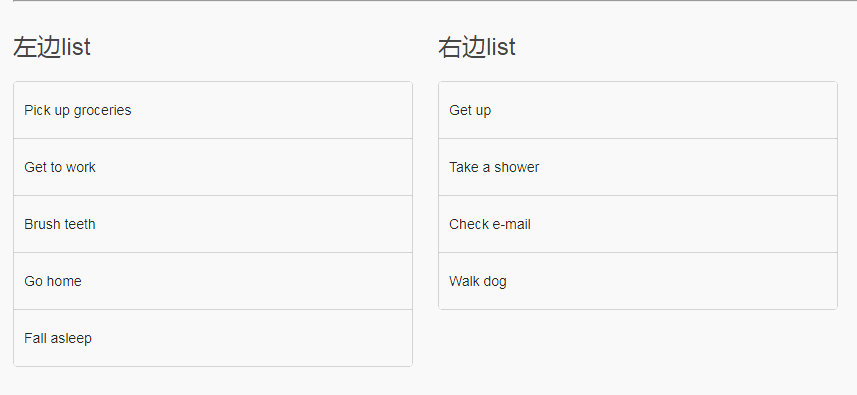 左边list
Pick up groceries
Get to work
Brush teeth
Go home
Fall asleep
右边list
Get up
Take a shower
Check e-mail
Walk dog